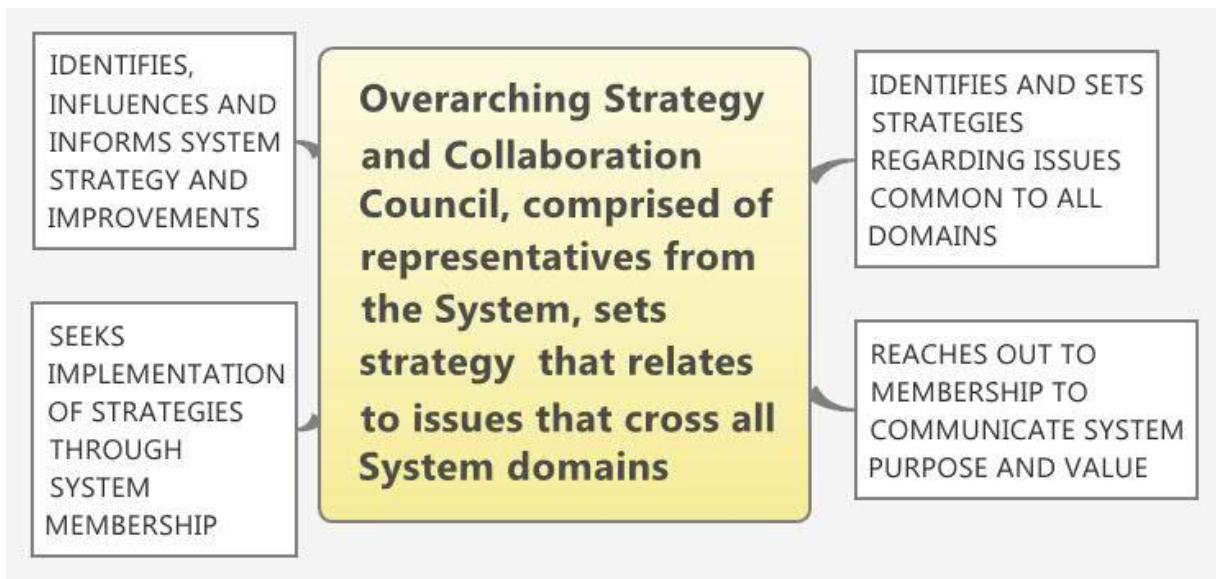 IDENTIFIES,
INFLUENCES AND
INFORMS SYSTEM
STRATEGY AND
IMPROVEMENTS
SEEKS
IMPLEMENTATION
OF STRATEGIES
THROUGH
SYSTEM
MEMBERSHIP
Overarching Strategy
and Collaboration
Council, comprised of
representatives from
the System, sets
strategy  that relates
to issues that cross all
System domains
IDENTIFIES AND SETS
STRATEGIES
REGARDING ISSUES
COMMON TO ALL
DOMAINS
REACHES OUT TO
MEMBERSHIP TO
COMMUNICATE SYSTEM
PURPOSE AND VALUE